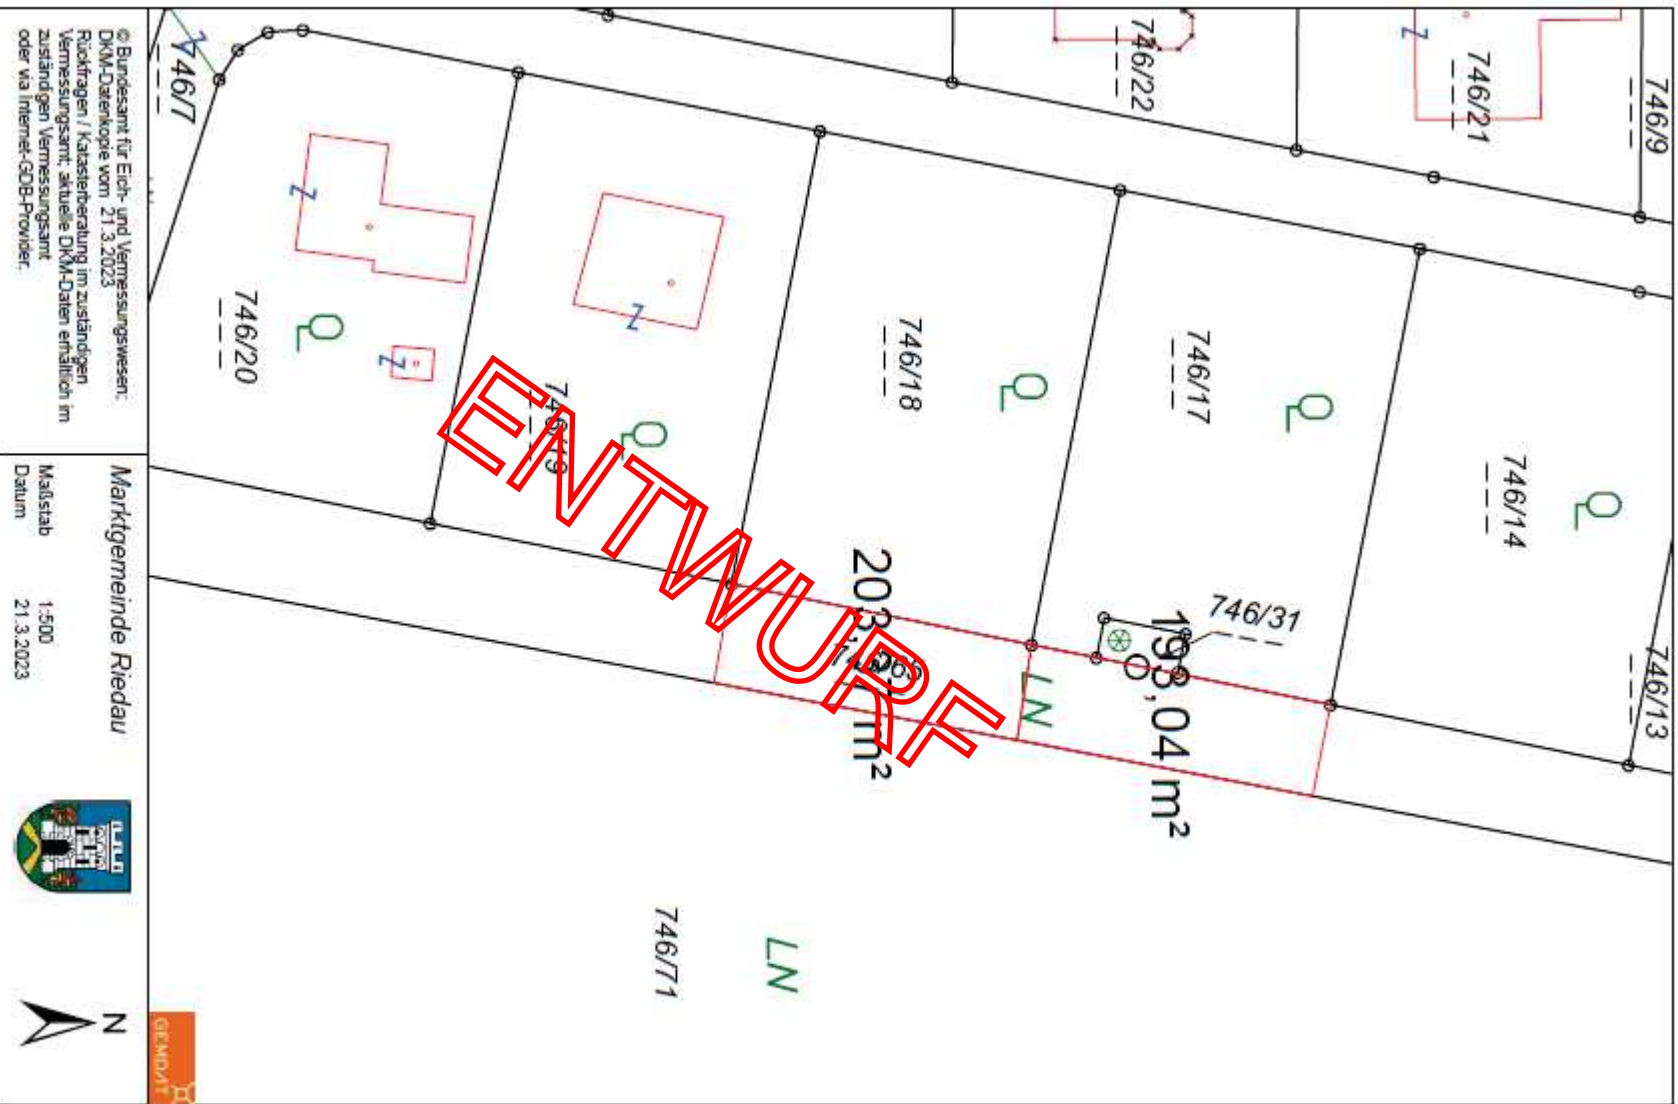 746/7
746/22
746/21
746/9
746/20
746/19
746/18
746/17
746/14
746/31
746/13
193,04 m²
LN
ENTWURF
746/71
LN
© Bundesamt für Eich- und Vermessungswesen;
DKM-Datenkopie vom 21.3.2023
Rückfragen / Katasterberatung im zuständigen
Vermessungsamt; aktuelle DKM-Daten erhältlich im
zuständigen Vermessungsamt
oder via Internet-GDB-Provider.
Marktgemeinde Riedau
Maßstab 1:500
Datum 21.3.2023
N
GEMDAT